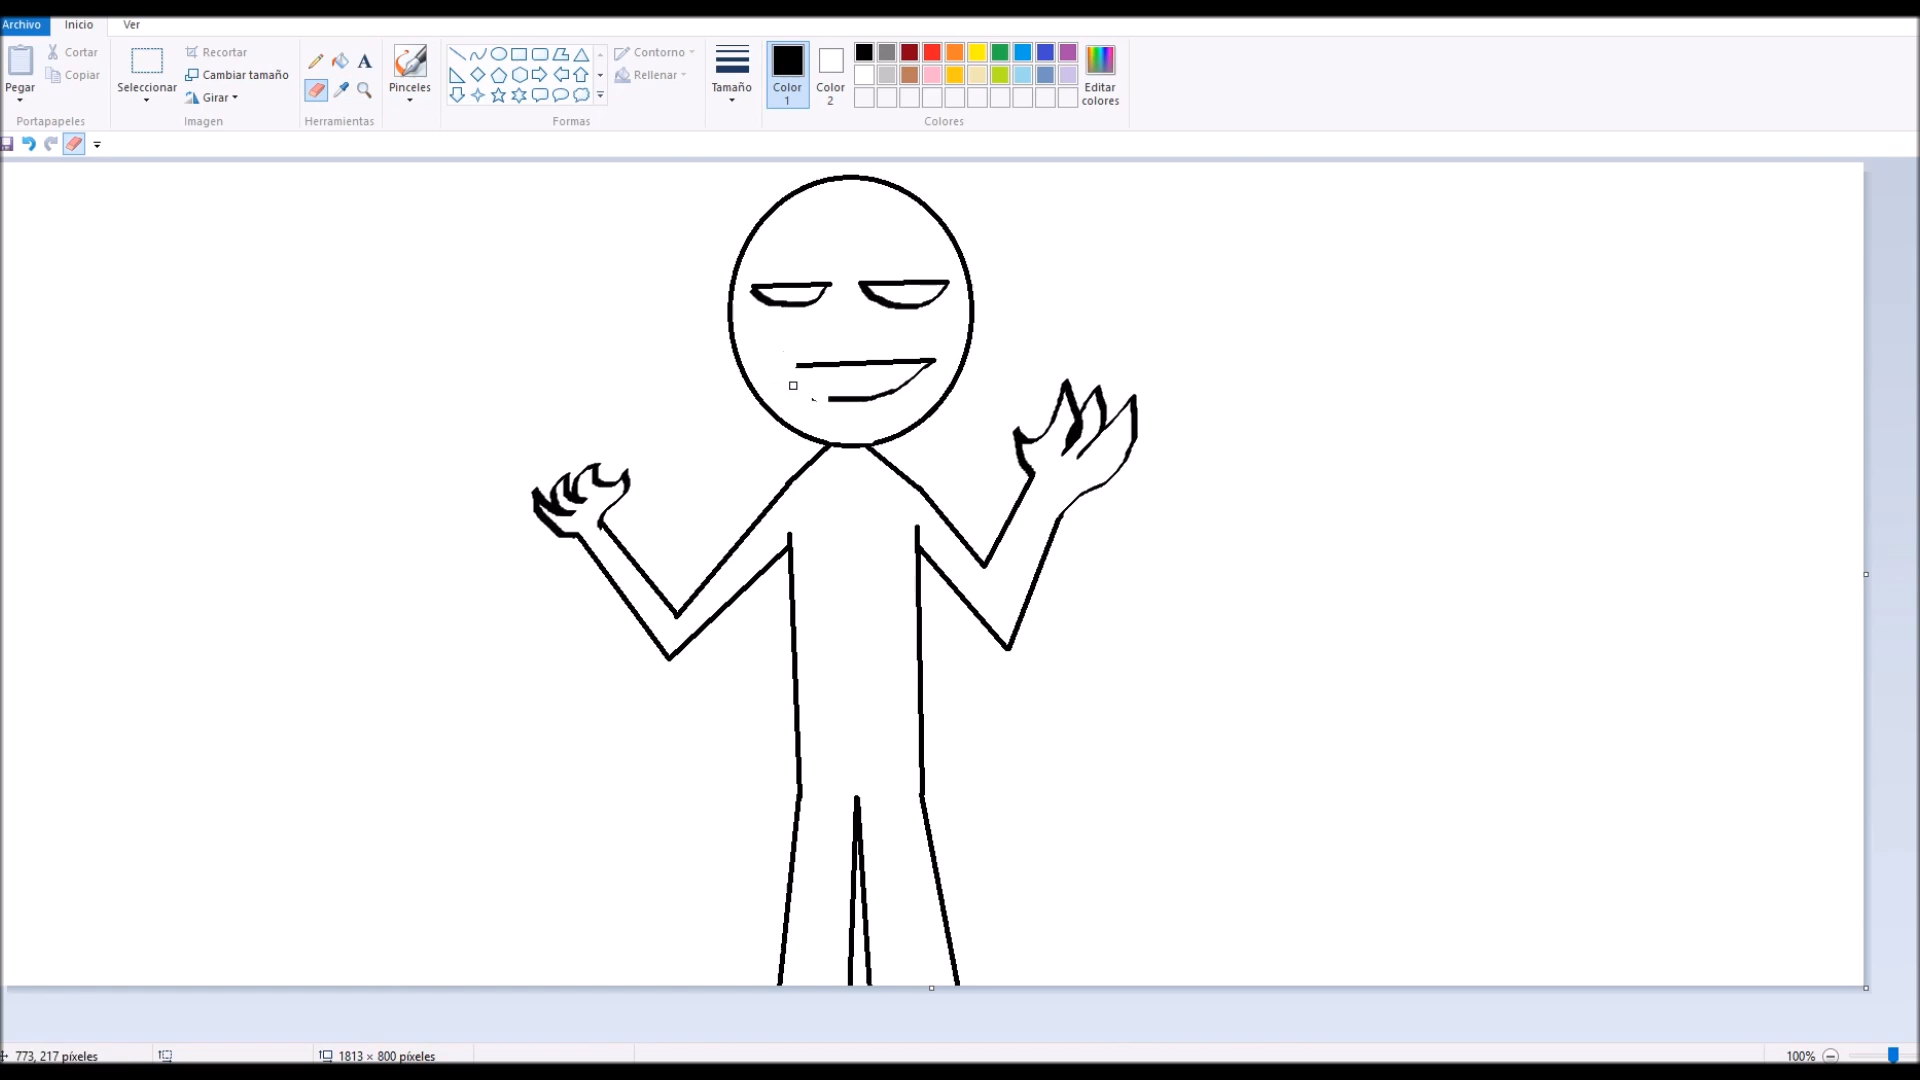 Archivo Inicio Ver
Cortar Recortar Contorno
Copiar Cambiar tamaño Rellenar
Pegar Seleccionar Girar A Pinceles Tamaño Color 1 Color 2 Editar colores
Portapapeles Imagen Herramientas Formas Colores
773, 217 píxeles 1813 × 800 píxeles 100%